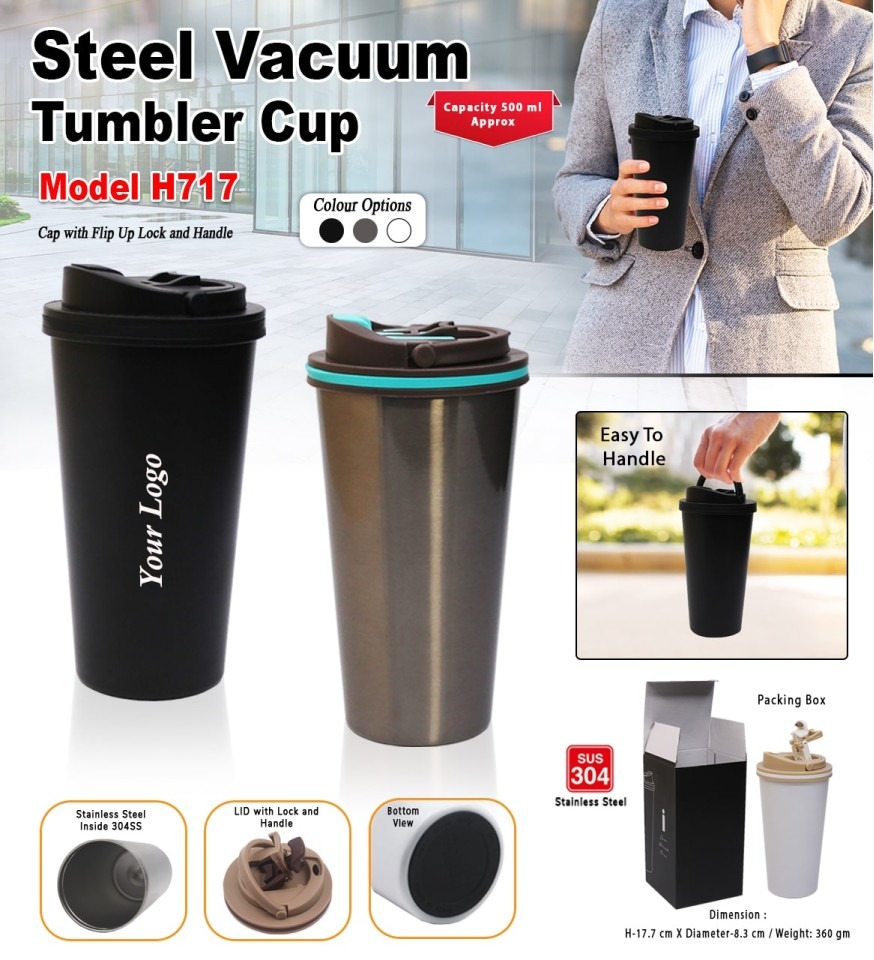 Steel Vacuum
Tumbler Cup
Capacity 500 ml
Approx
Model H717
Colour Options
Cap with Flip Up Lock and Handle
Your Logo
Easy To
Handle
Packing Box
SUS
304
Stainless Steel
Stainless Steel
Inside 304SS
LID with Lock and
Handle
Bottom
View
Dimension :
H-17.7 cm X Diameter-8.3 cm / Weight: 360 gm